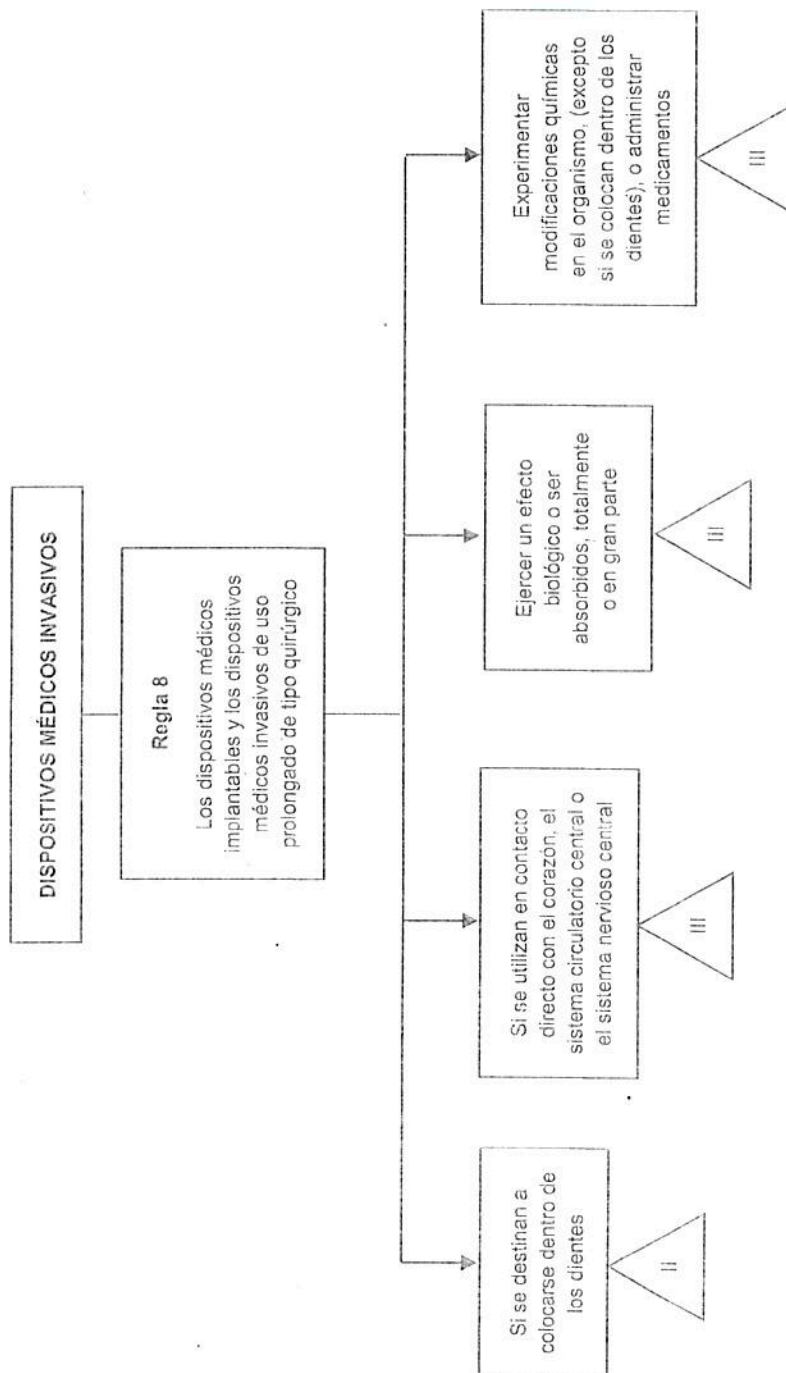 DISPOSITIVOS MÉDICOS INVASIVOS
Regla 8
Los dispositivos médicos
implantables y los dispositivos
médicos invasivos de uso
prolongado de tipo quirúrgico
Si se destinan a
colocarse dentro de
los dientes
II
Si se utilizan en contacto
directo con el corazón, el
sistema circulatorio central o
el sistema nervioso central
III
Ejercer un efecto
biológico o ser
absorbidos, totalmente
o en gran parte
III
Experimentar
modificaciones químicas
en el organismo, (excepto
si se colocan dentro de los
dientes), o administrar
medicamentos
III